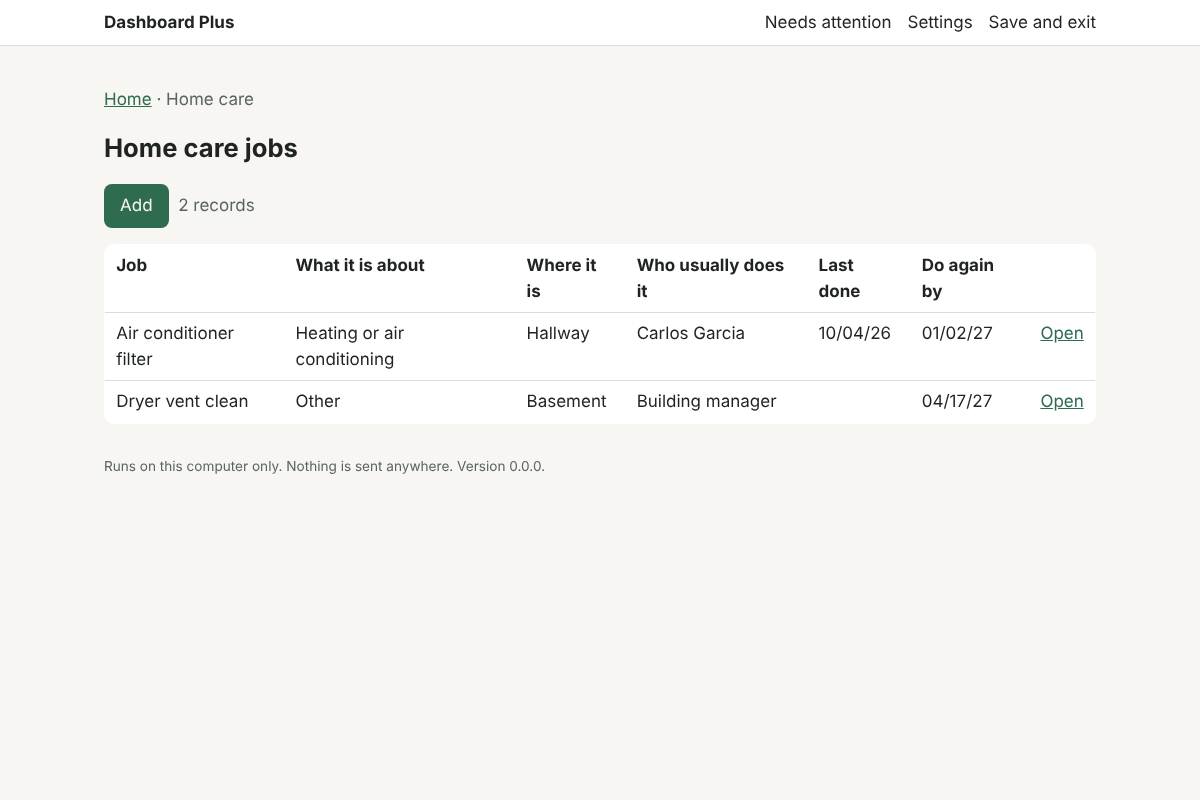 Dashboard Plus
Needs attention Settings Save and exit
Home · Home care
Home care jobs
Add 2 records
Job What it is about Where it is Who usually does it Last done Do again by
Air conditioner filter Heating or air conditioning Hallway Carlos Garcia 10/04/26 01/02/27 Open
Dryer vent clean Other Basement Building manager 04/17/27 Open
Runs on this computer only. Nothing is sent anywhere. Version 0.0.0.